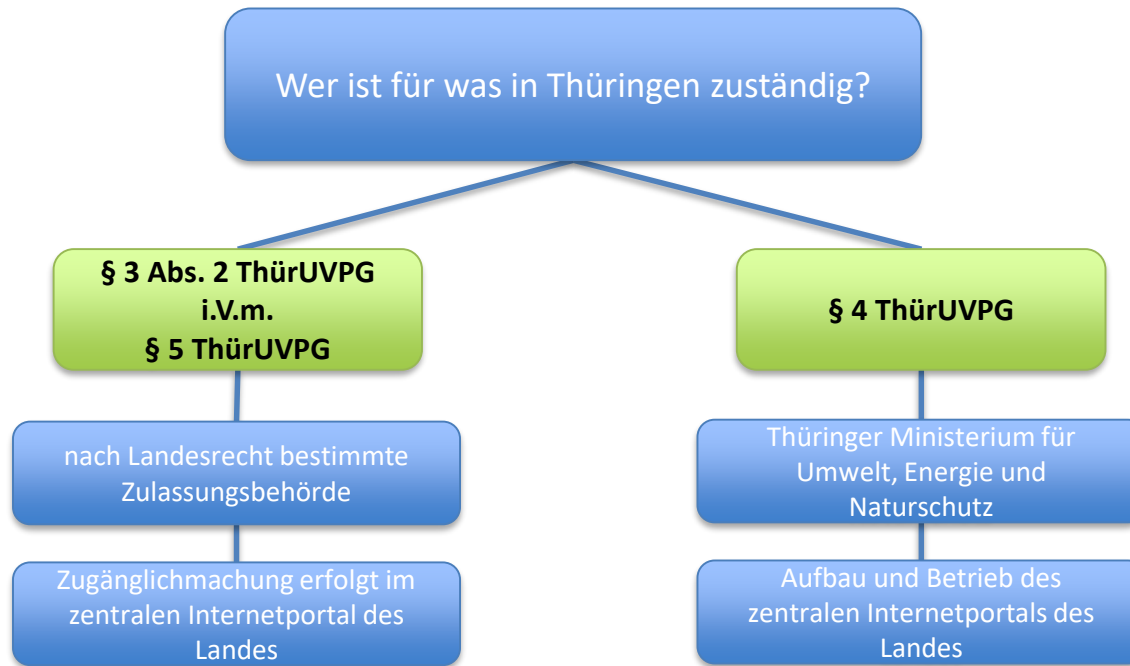 Wer ist für was in Thüringen zuständig?
§ 3 Abs. 2 ThürUVPG
i.V.m.
§ 5 ThürUVPG
§ 4 ThürUVPG
nach Landesrecht bestimmte
Zulassungsbehörde
Thüringer Ministerium für
Umwelt, Energie und
Naturschutz
Zugänglichmachung erfolgt im
zentralen Internetportal des
Landes
Aufbau und Betrieb des
zentralen Internetportals des
Landes